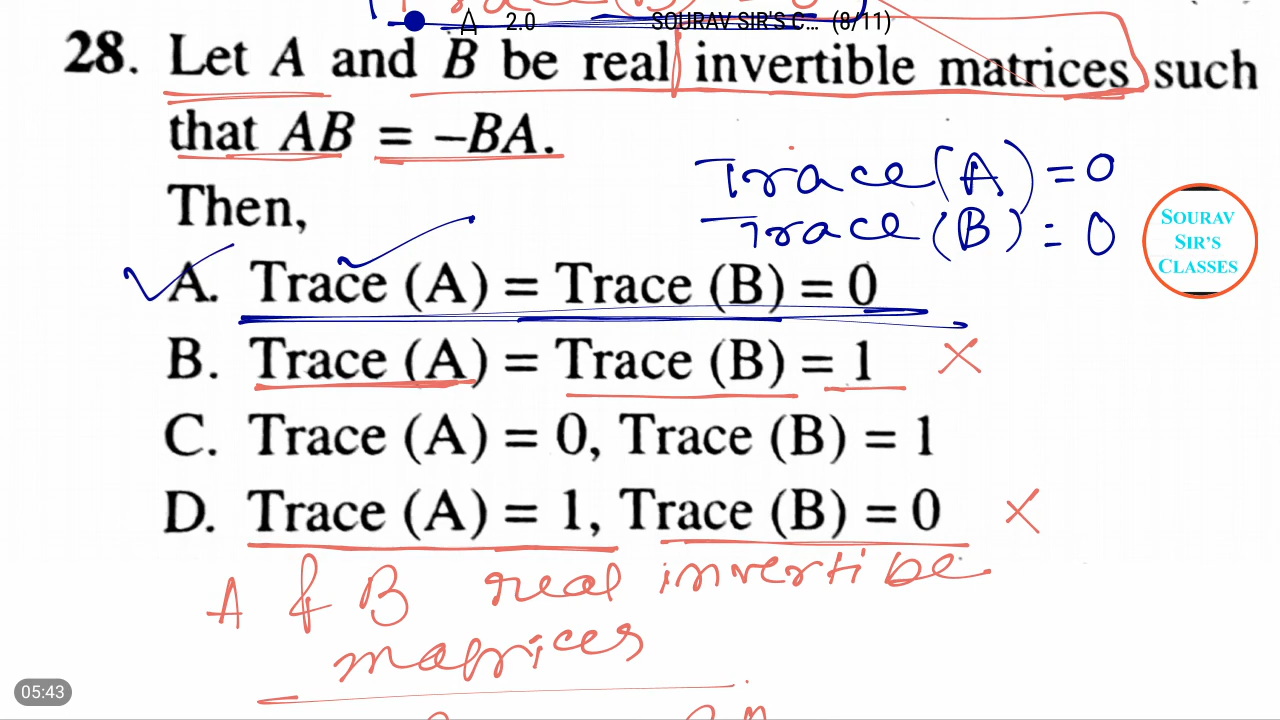 Trace(B) = 0
A 2.0 SOURAV SIR'S C... (8/11)
28. Let A and B be real invertible matrices such
that AB = –BA.
Trace(A) = 0
Then,
Trace(B) = 0
SOURAV
SIR'S
CLASSES
A. Trace (A) = Trace (B) = 0
B. Trace (A) = Trace (B) = 1
C. Trace (A) = 0, Trace (B) = 1
D. Trace (A) = 1, Trace (B) = 0
A & B real invertible
matrices
05:43